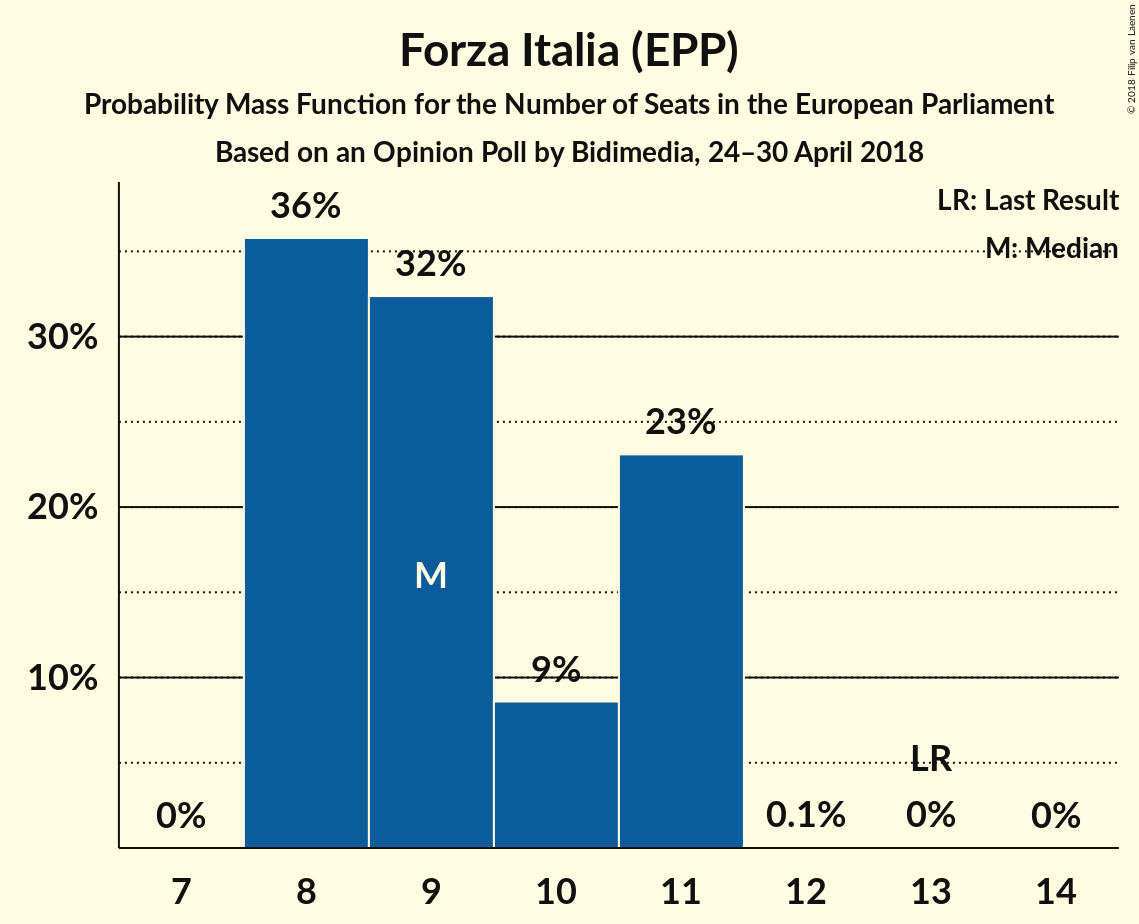 Forza Italia (EPP)
Probability Mass Function for the Number of Seats in the European Parliament
Based on an Opinion Poll by Bidimedia, 24–30 April 2018
© 2018 Filip van Laenen
LR: Last Result
M: Median
36%
32%
30%
23%
20%
M
9%
10%
LR
0%
0.1%
0%
0%
7 8 9 10 11 12 13 14